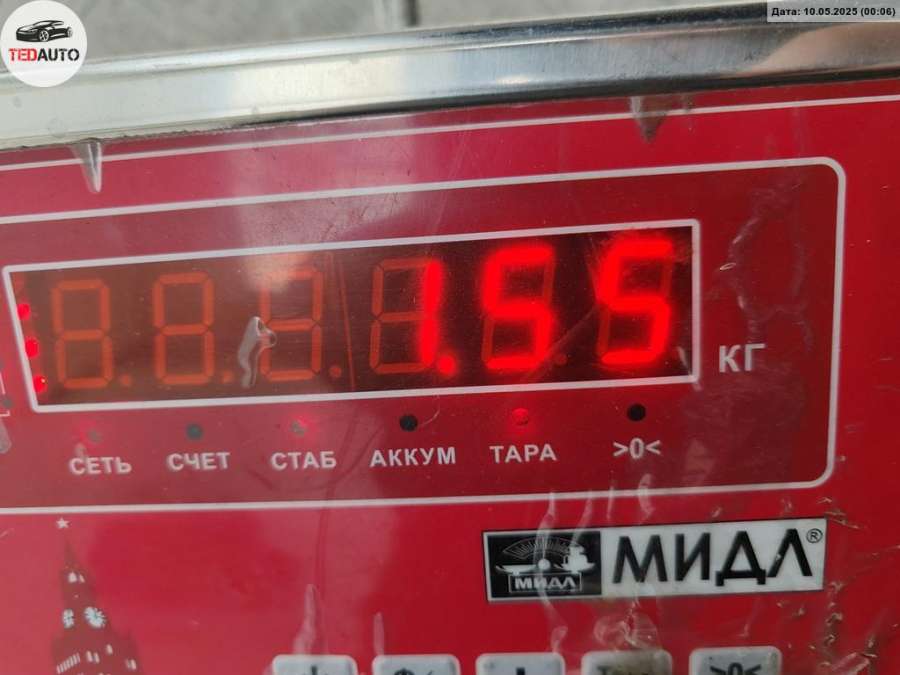 TEDAUTO
Дата: 10.05.2025 (00:06)
1.55
КГ
СЕТЬ СЧЕТ СТАБ АККУМ ТАРА >0<
МИДЛ МИДЛ®